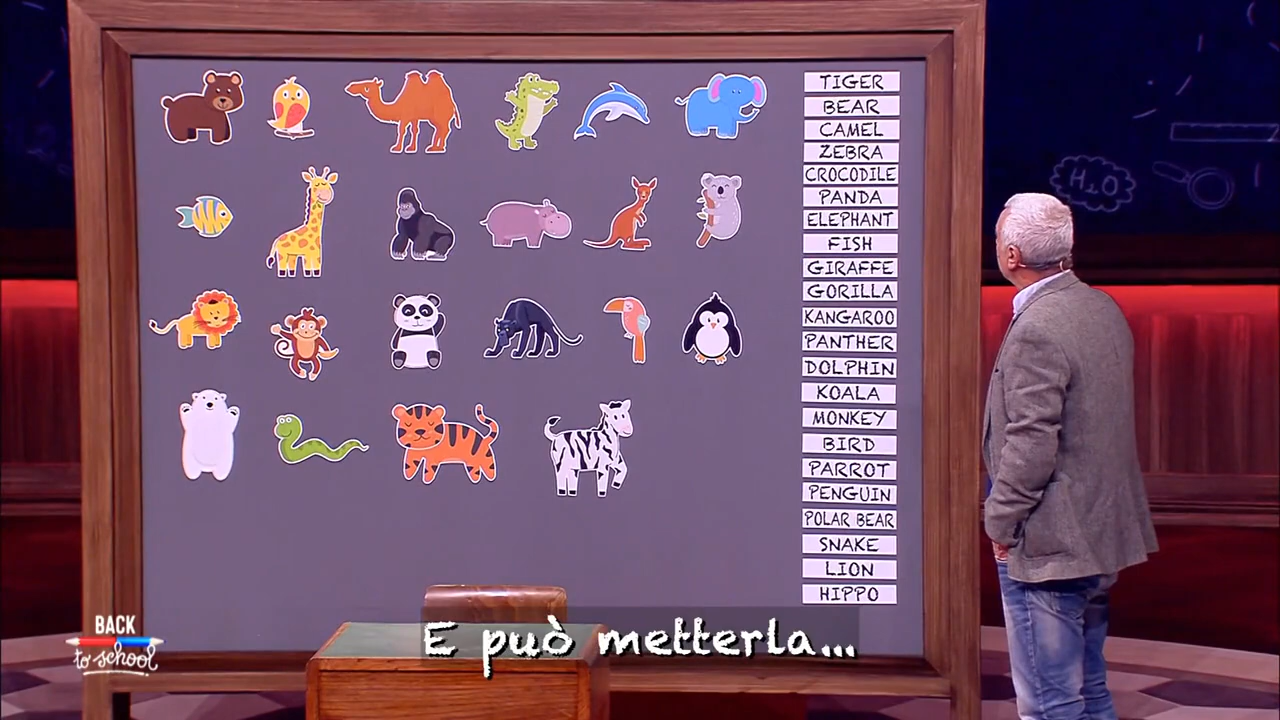 TIGER
BEAR
CAMEL
ZEBRA
CROCODILE
PANDA
ELEPHANT
FISH
GIRAFFE
GORILLA
KANGAROO
PANTHER
DOLPHIN
KOALA
MONKEY
BIRD
PARROT
PENGUIN
POLAR BEAR
SNAKE
LION
HIPPO
H₂O
BACK
to school
E può metterla...